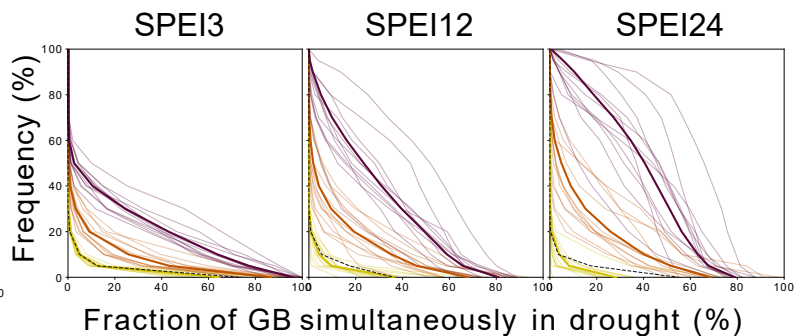 SPEI3 SPEI12 SPEI24
Frequency (%)
100
80
60
40
20
0
0 20 40 60 80 100 0 20 40 60 80 100 0 20 40 60 80 100
0
Fraction of GB simultaneously in drought (%)